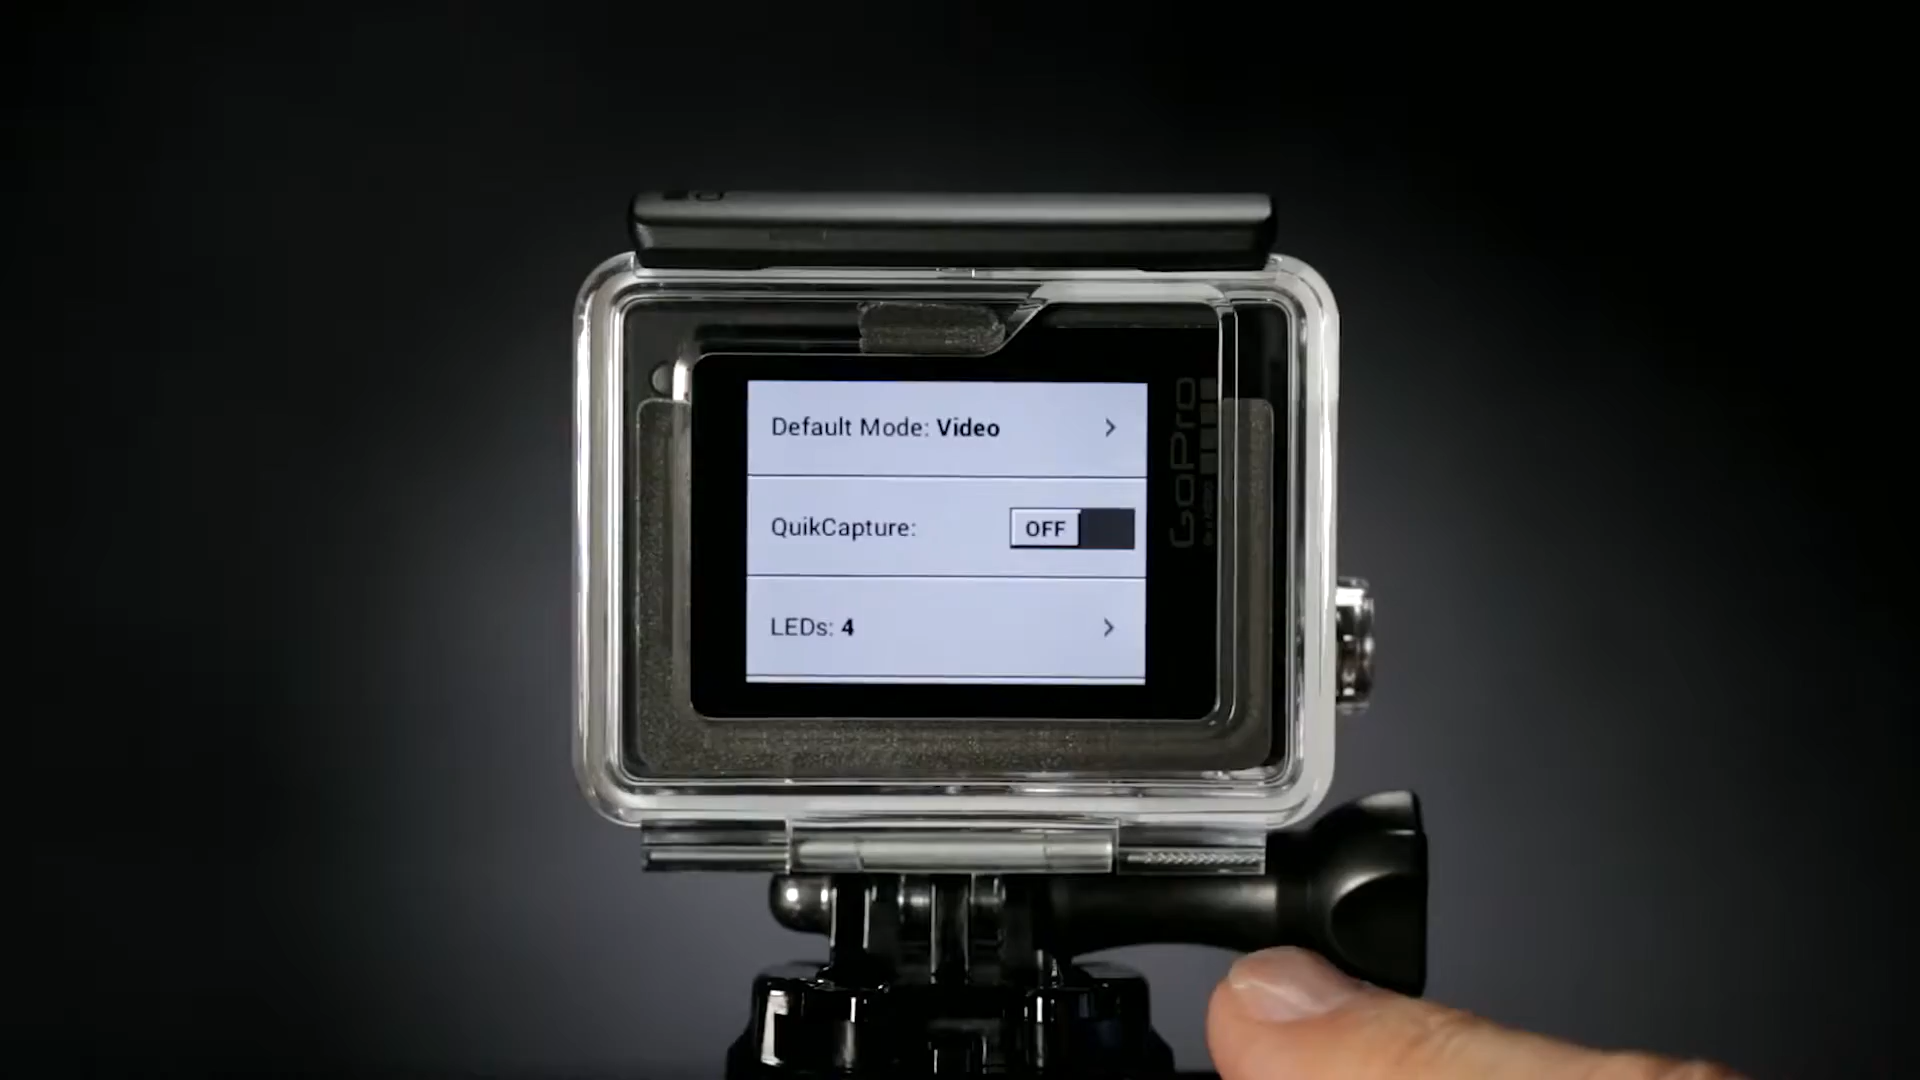 Default Mode: Video
QuikCapture:
OFF
LEDs: 4
GoPro